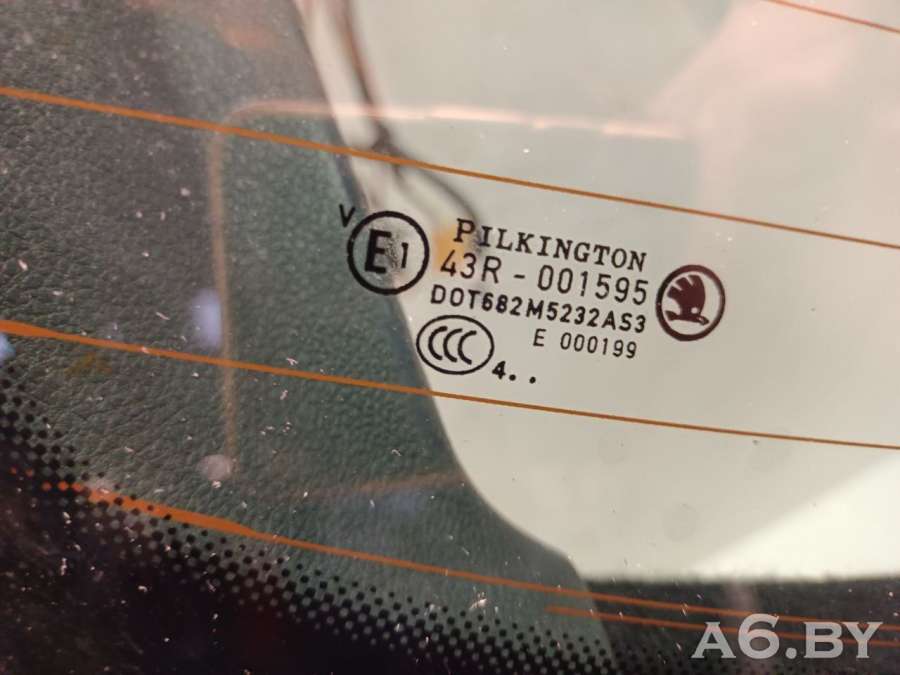 PILKINGTON
V E1 43R - 001595
DOT682M5232AS3
E 000199
CCC 4..
A6.BY